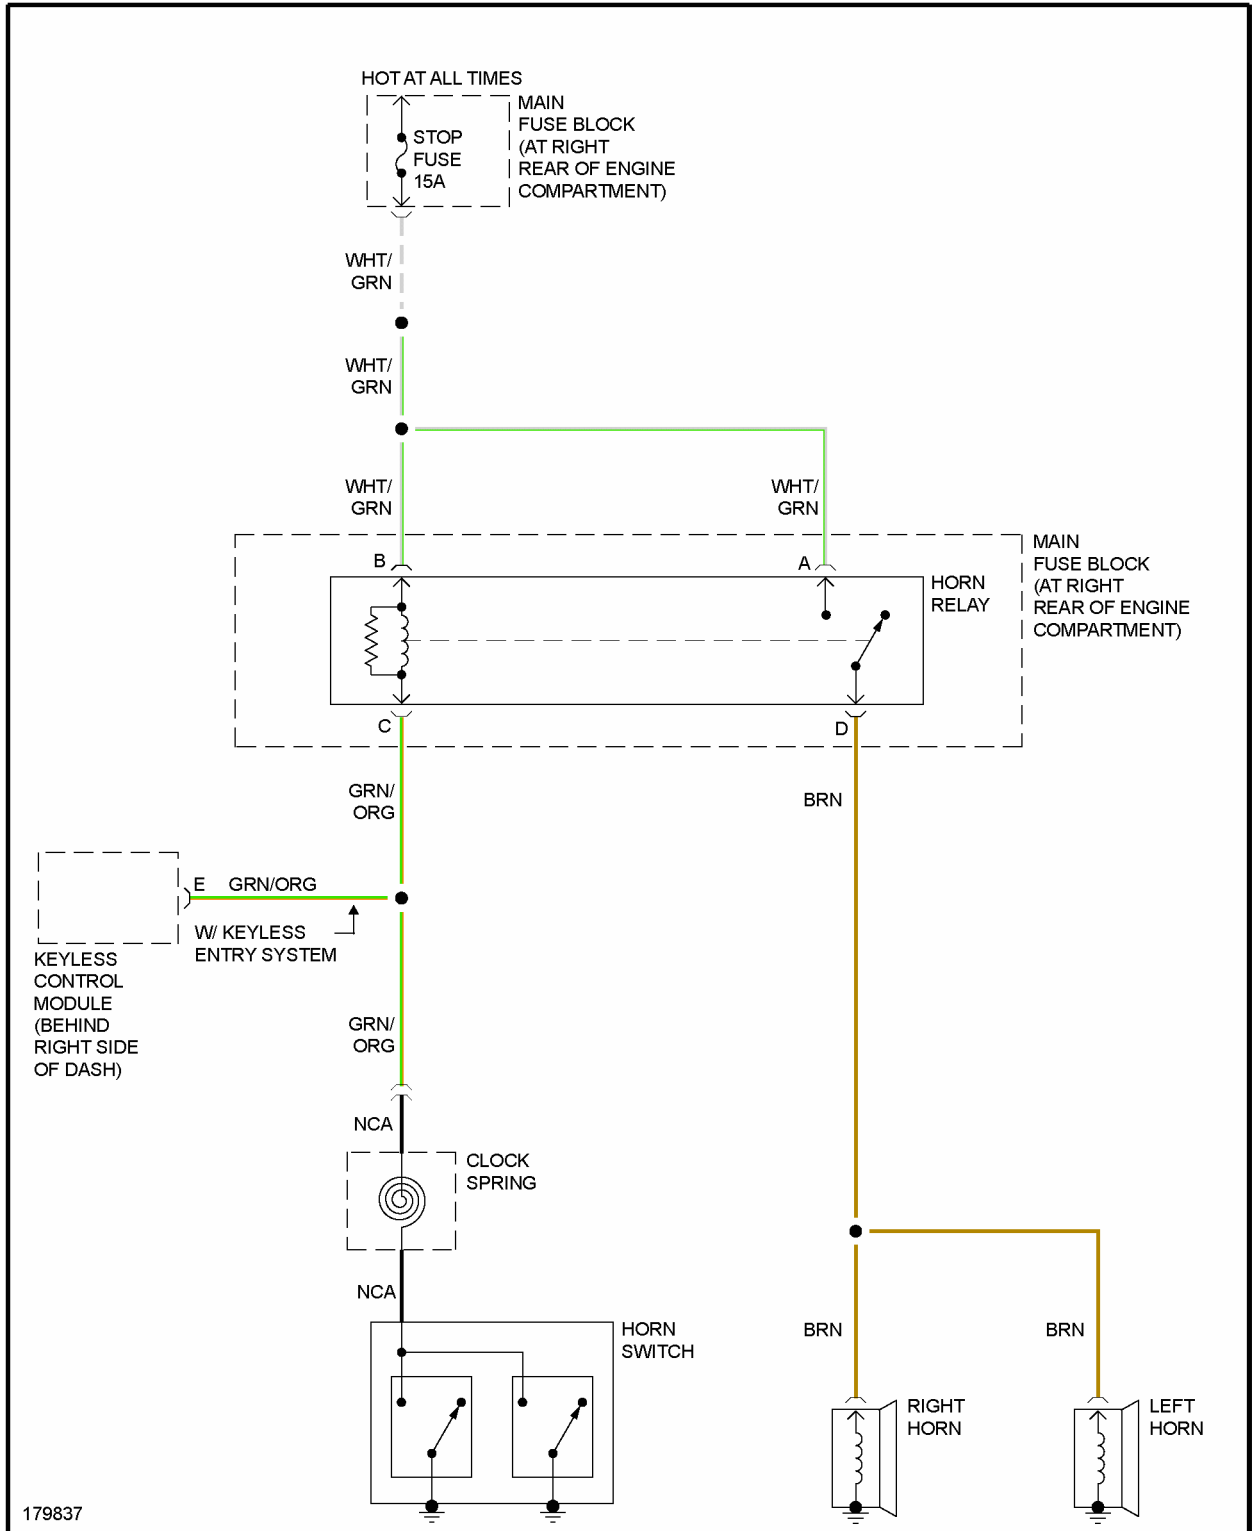 HOT AT ALL TIMES
MAIN
FUSE BLOCK
(AT RIGHT
REAR OF ENGINE
COMPARTMENT)
STOP
FUSE
15A
WHT/
GRN
WHT/
GRN
WHT/
GRN
WHT/
GRN
MAIN
FUSE BLOCK
(AT RIGHT
REAR OF ENGINE
COMPARTMENT)
B
A
HORN
RELAY
C
D
GRN/
ORG
BRN
E
GRN/ORG
W/ KEYLESS
ENTRY SYSTEM
KEYLESS
CONTROL
MODULE
(BEHIND
RIGHT SIDE
OF DASH)
GRN/
ORG
NCA
CLOCK
SPRING
NCA
HORN
SWITCH
BRN
BRN
RIGHT
HORN
LEFT
HORN
179837